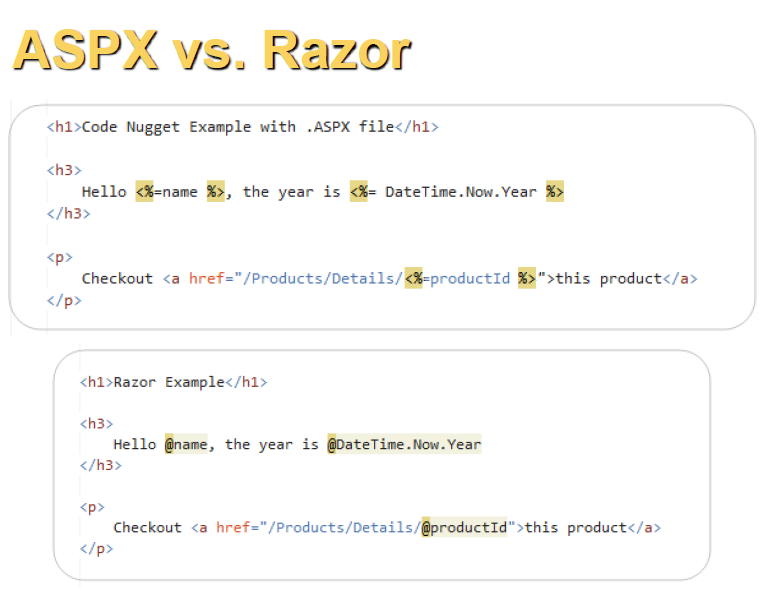 ASPX vs. Razor
<h1>Code Nugget Example with .ASPX file</h1>
<h3>
Hello <%=name %>, the year is <%= DateTime.Now.Year %>
</h3>
<p>
Checkout <a href="/Products/Details/<%=productId %>">this product</a>
</p>
<h1>Razor Example</h1>
<h3>
Hello @name, the year is @DateTime.Now.Year
</h3>
<p>
Checkout <a href="/Products/Details/@productId">this product</a>
</p>